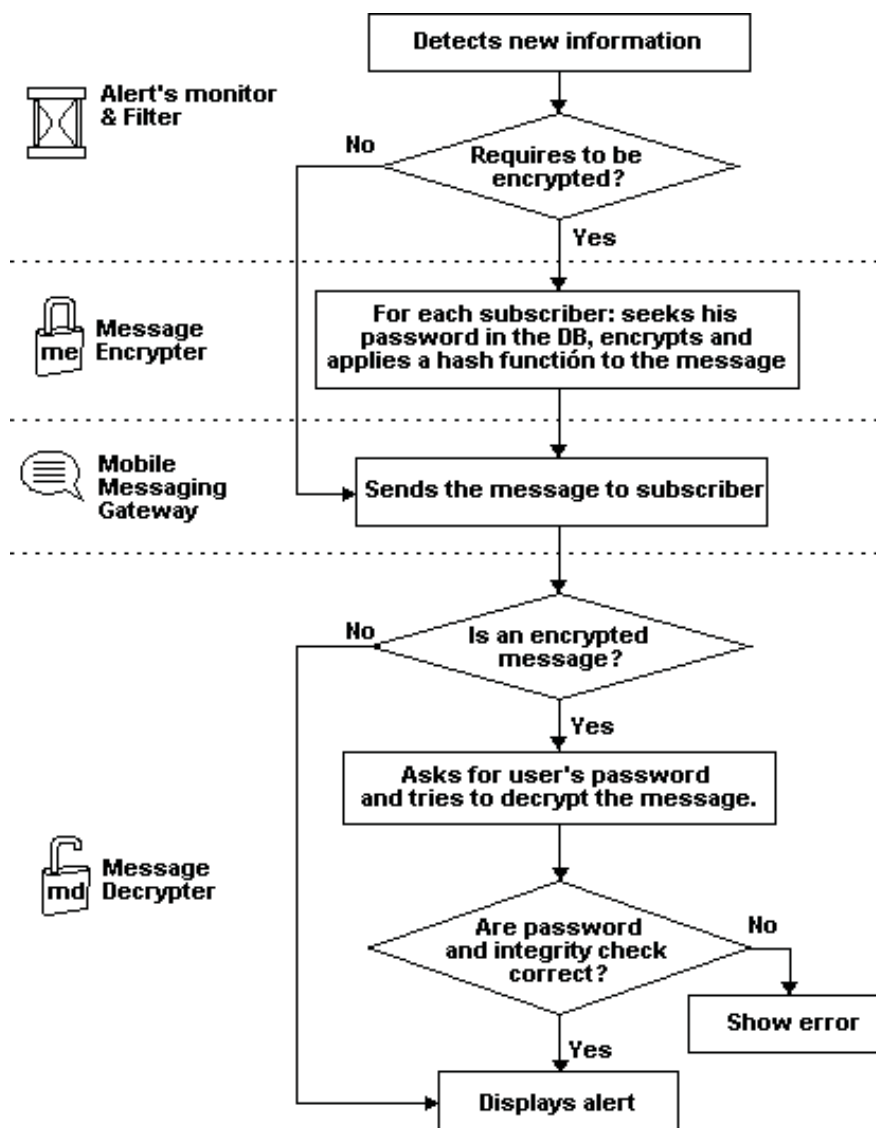 Detects new information
Alert's monitor
& Filter
No
Requires to be
encrypted?
Yes
me
Message
Encrypter
For each subscriber: seeks his
password in the DB, encrypts and
applies a hash functión to the message
Mobile
Messaging
Gateway
Sends the message to subscriber
No
Is an encrypted
message?
Yes
Asks for user's password
and tries to decrypt the message.
md
Message
Decrypter
Are password
and integrity check
correct?
No
Show error
Yes
Displays alert